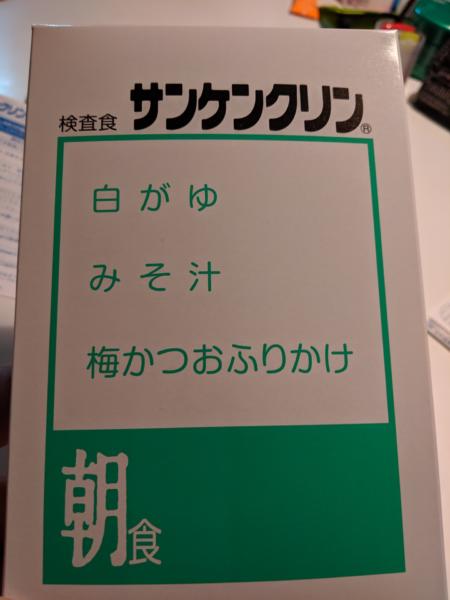 検査食 サンケンクリン®
白がゆ
みそ汁
梅かつおふりかけ
朝食